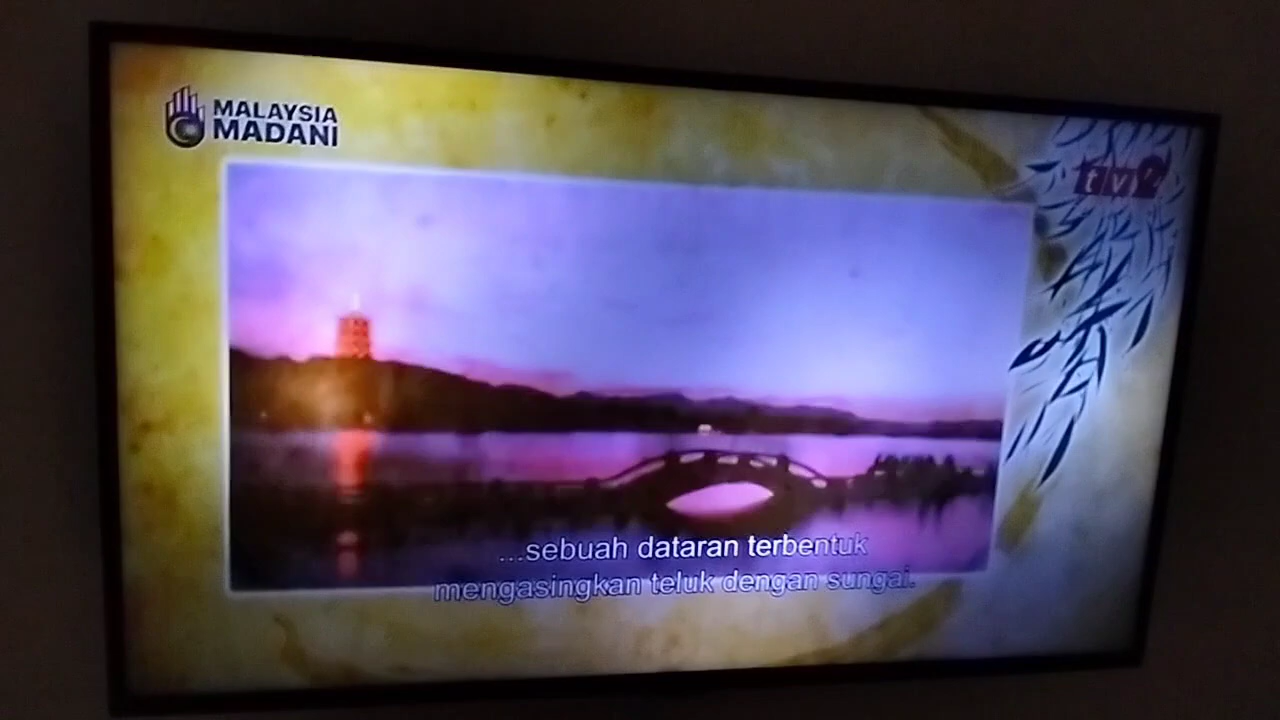 MALAYSIA
MADANI
tv2
...sebuah dataran terbentuk
mengasingkan teluk dengan sungai.